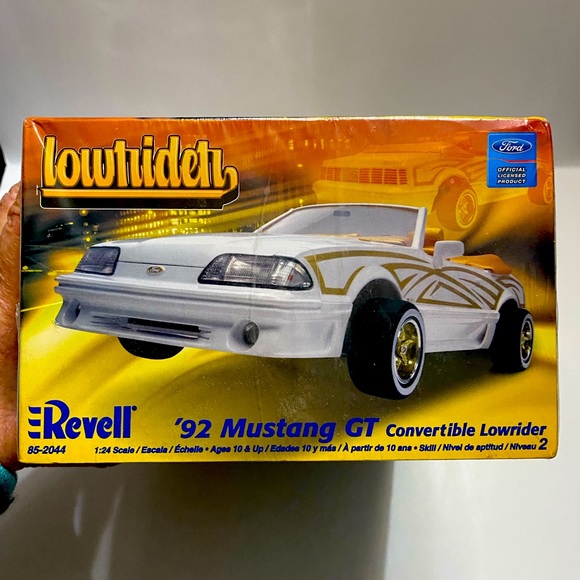 lowrider
Ford
OFFICIAL
LICENSED
PRODUCT
Revell
85-2044
'92 Mustang GT Convertible Lowrider
1:24 Scale / Escala / Échelle • Ages 10 & Up / Edades 10 y más / À partir de 10 ans • Skill / Nivel de aptitud / Niveau 2